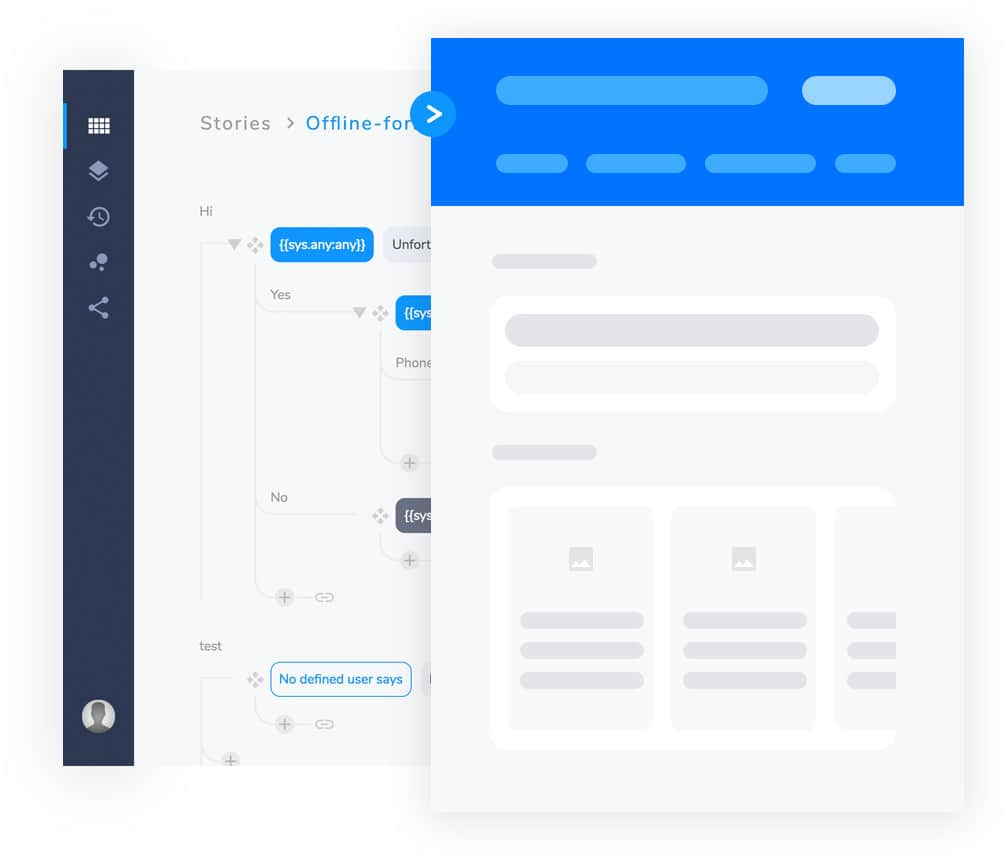 Stories > Offline-for
Hi
{{sys.any:any}} Unfort
Yes
{{sys
Phone
No
{{sys
test
No defined user says